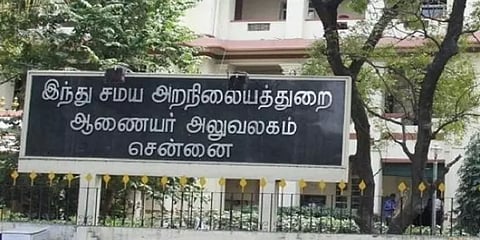 இந்து சமய அறநிலையத்துறை
ஆணையர் அலுவலகம்
சென்னை